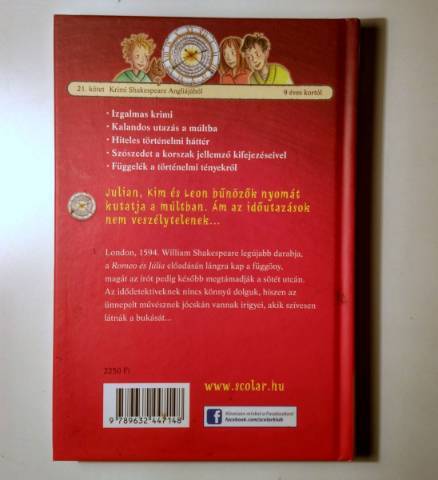 21. kötet Krimi Shakespeare Angliájából 9 éves kortól
· Izgalmas krimi
· Kalandos utazás a múltba
· Hiteles történelmi háttér
· Szószedet a korszak jellemző kifejezéseivel
· Függelék a történelmi tényekről
Julian, Kim és Leon bűnözők nyomát
kutatja a múltban. Ám az időutazások
nem veszélytelenek...
London, 1594. William Shakespeare legújabb darabja,
a Romeo és Júlia előadásán lángra kap a függöny,
magát az írót pedig később megtámadják a sötét utcán.
Az idődetektíveknek nincs könnyű dolguk, hiszen az
ünnepelt művésznek jócskán vannak irigyei, akik szívesen
látnák a bukását...
2250 Ft
www.scolar.hu
9 789632 447148
facebook.com/scolarkiado